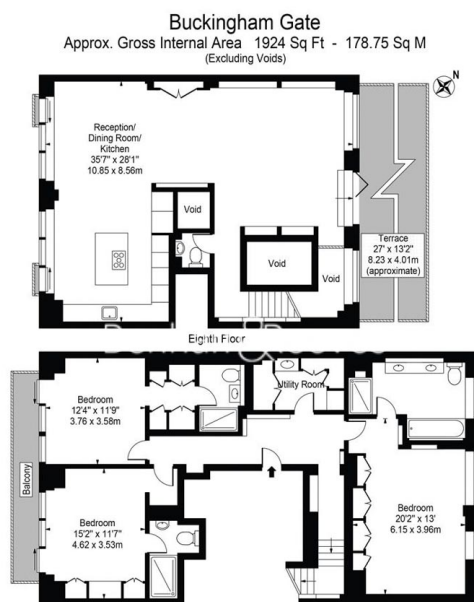 Buckingham Gate
Approx. Gross Internal Area 1924 Sq Ft - 178.75 Sq M
(Excluding Voids)
N
Reception/
Dining Room/
Kitchen
35'7" x 28'1"
10.85 x 8.56m
Void
Void
Void
Terrace
27' x 13'2"
8.23 x 4.01m
(approximate)
Eighth Floor
Bedroom
12'4" x 11'9"
3.76 x 3.58m
Utility Room
Balcony
Bedroom
15'2" x 11'7"
4.62 x 3.53m
Bedroom
20'2" x 13'
6.15 x 3.96m